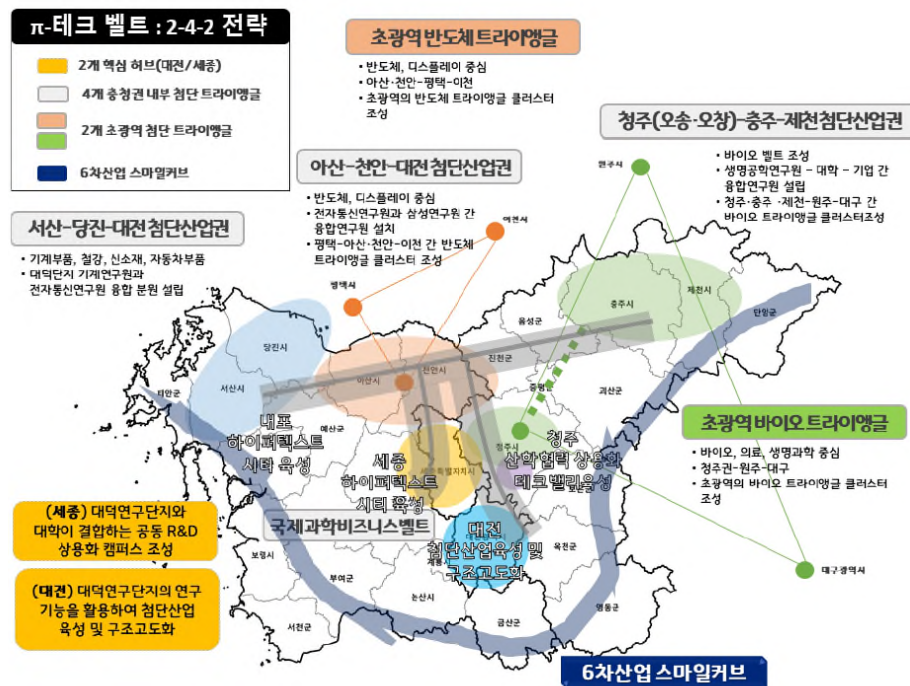 π-테크 벨트 : 2-4-2 전략
2개 핵심 허브(대전/세종)
4개 충청권 내부 첨단 트라이앵글
2개 초광역 첨단 트라이앵글
6차산업 스마일커브
초광역 반도체 트라이앵글
• 반도체, 디스플레이 중심
• 아산·천안-평택-이천
• 초광역의 반도체 트라이앵글 클러스터
조성
청주(오송·오창)-충주-제천 첨단산업권
• 바이오 벨트 조성
• 생명공학연구원 - 대학 - 기업 간
융합연구원 설립
• 청주·충주 ·제천-원주-대구 간
바이오 트라이앵글 클러스터조성
아산-천안-대전 첨단산업권
• 반도체, 디스플레이 중심
• 전자통신연구원과 삼성연구원 간
융합연구원 설치
• 평택-아산·천안-이천 간 반도체
트라이앵글 클러스터 조성
서산-당진-대전 첨단산업권
• 기계부품, 철강, 신소재, 자동차부품
• 대덕단지 기계연구원과
전자통신연구원 융합 분원 설립
원주시
이천시
평택시
제천시
충주시
단양군
음성군
당진시
진천군
천안시
아산시
서산시
태안군
증평군
괴산군
예산군
내포
하이퍼텍스트
시티 육성
청주시
청주
산학협력 상용화
테크밸리육성
세종
하이퍼텍스트
시티 육성
세종특별자치시
초광역 바이오 트라이앵글
• 바이오, 의료, 생명과학 중심
• 청주권-원주-대구
• 초광역의 바이오 트라이앵글 클러스터
조성
국제과학비즈니스벨트
대전
첨단산업육성 및
구조고도화
(세종) 대덕연구단지와
대학이 결합하는 공동 R&D
상용화 캠퍼스 조성
(대전) 대덕연구단지의 연구
기능을 활용하여 첨단산업
육성 및 구조고도화
보령시
부여군
계룡시
논산시
서천군
금산군
옥천군
영동군
대구광역시
6차산업 스마일커브